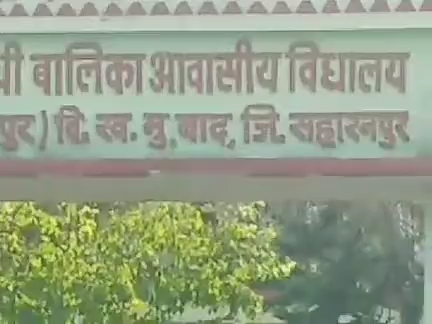 बालिका आवासीय विद्यालय
पुर) वि. ख. मु.बाद, जि. सहारनपुर